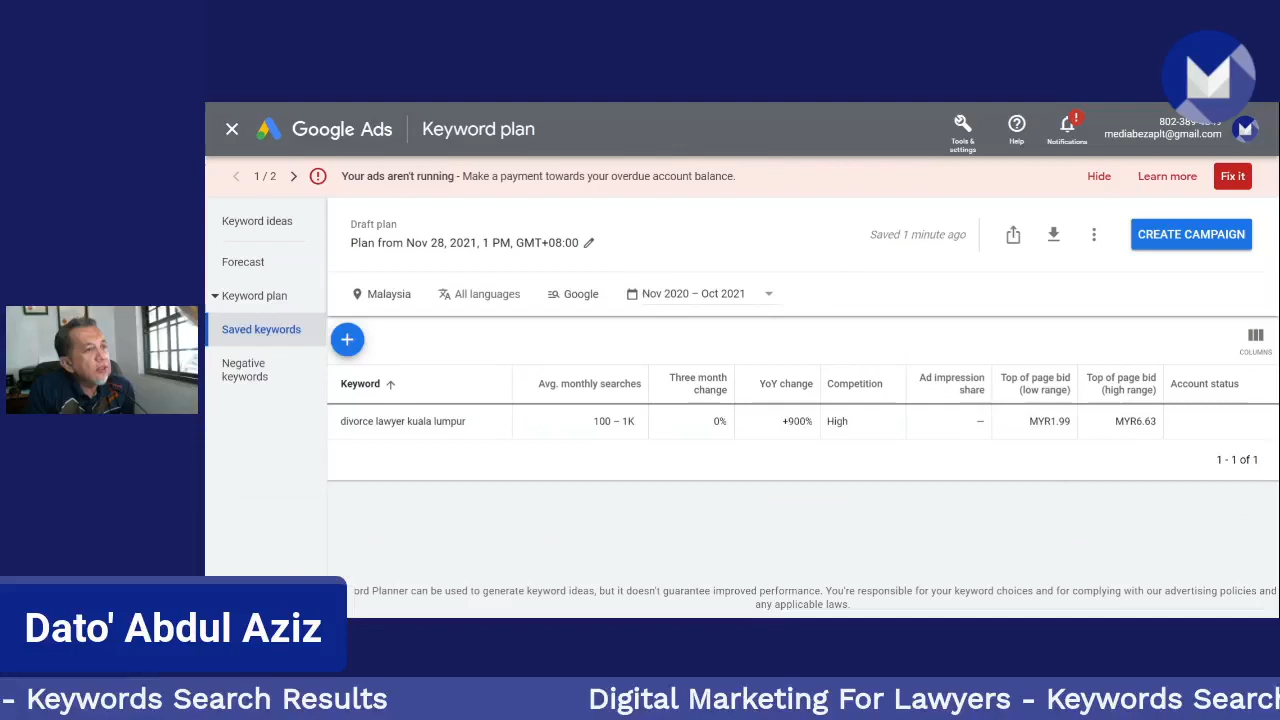 Google Ads
Keyword plan
Tools &
settings
Help
!
Notifications
mediabezaplt@gmail.com
1 / 2
Your ads aren't running - Make a payment towards your overdue account balance.
Hide
Learn more
Fix it
Keyword ideas
Forecast
Keyword plan
Saved keywords
Negative
keywords
Draft plan
Plan from Nov 28, 2021, 1 PM, GMT+08:00
Saved 1 minute ago
CREATE CAMPAIGN
Malaysia
All languages
Google
Nov 2020 – Oct 2021
COLUMNS
Keyword
Avg. monthly searches
Three month
change
YoY change
Competition
Ad impression
share
Top of page bid
(low range)
Top of page bid
(high range)
Account status
divorce lawyer kuala lumpur
100 – 1K
0%
+900%
High
—
MYR1.99
MYR6.63
1 - 1 of 1
ord Planner can be used to generate keyword ideas, but it doesn't guarantee improved performance. You're responsible for your keyword choices and for complying with our advertising policies and
any applicable laws.
Dato' Abdul Aziz
- Keywords Search Results
Digital Marketing For Lawyers - Keywords Search